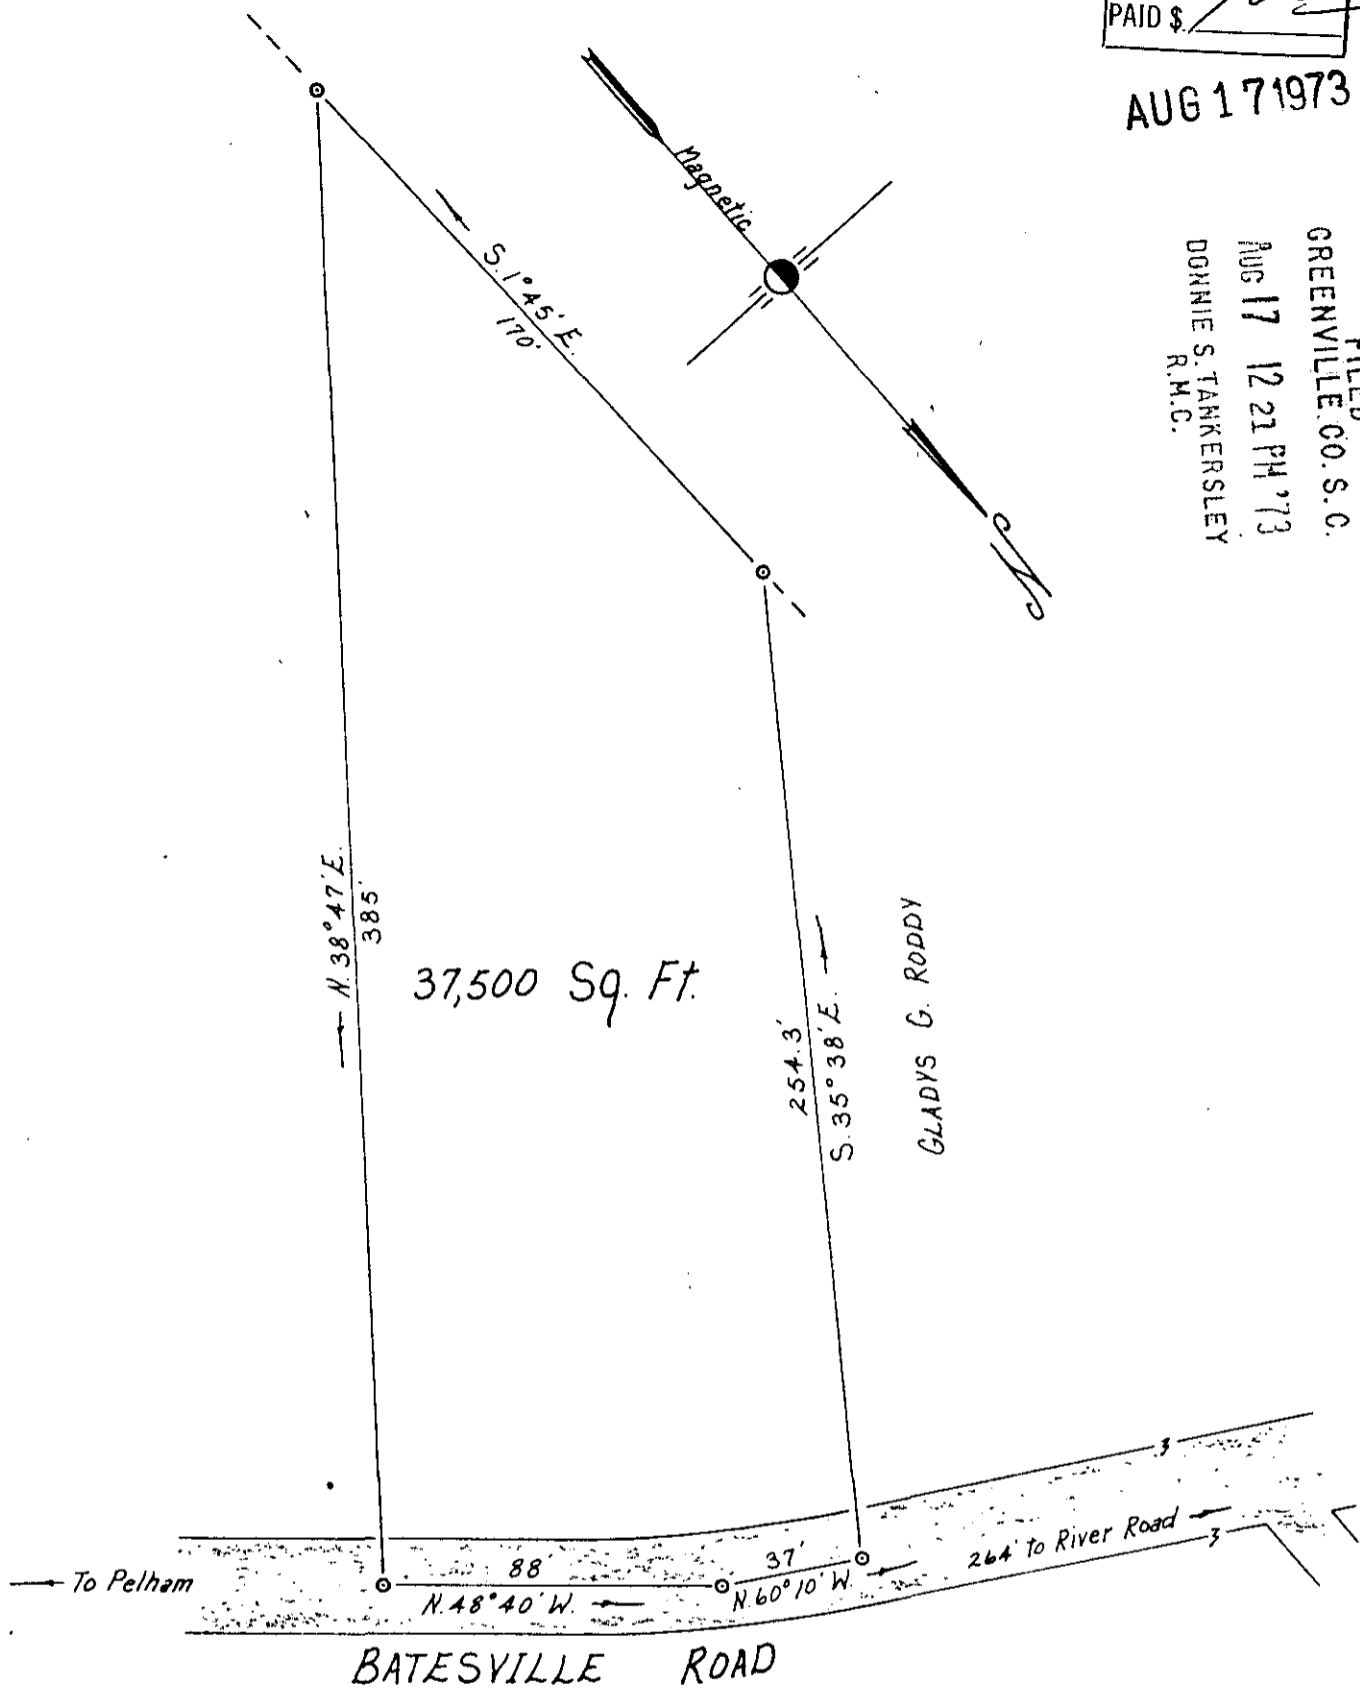 PAID $
AUG 17 1973
FILED
GREENVILLE CO. S. C.
AUG 17 12 21 PM '73
DONNIE S. TANKERSLEY
R.M.C.
Magnetic
N
S. 1° 45' E.
170'
N. 38° 47' E.
385'
37,500 Sq. Ft.
254.3'
S. 35° 38' E.
GLADYS G. RODDY
To Pelham
88'
N. 48° 40' W.
37'
N. 60° 10' W.
264' to River Road
3
3
BATESVILLE ROAD